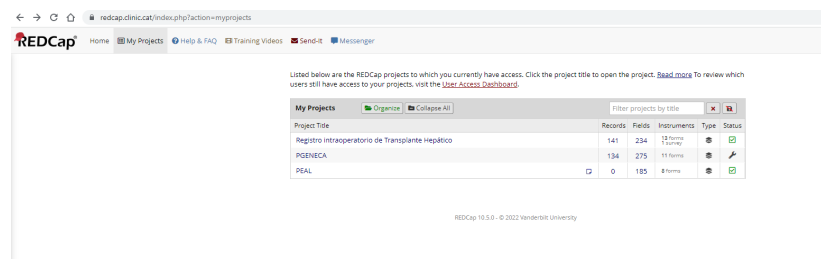 redcap.clinic.cat/index.php?action=myprojects
REDCap Home My Projects Help & FAQ Training Videos Send-It Messenger
Listed below are the REDCap projects to which you currently have access. Click the project title to open the project. Read more To review which
users still have access to your projects, visit the User Access Dashboard.
My Projects Organize Collapse All Filter projects by title
Project Title Records Fields Instruments Type Status
Registro intraoperatorio de Transplante Hepático 141 234 13 forms
1 survey
PGENECA 134 275 11 forms
PEAL 0 185 6 forms
REDCap 10.5.0 - © 2022 Vanderbilt University